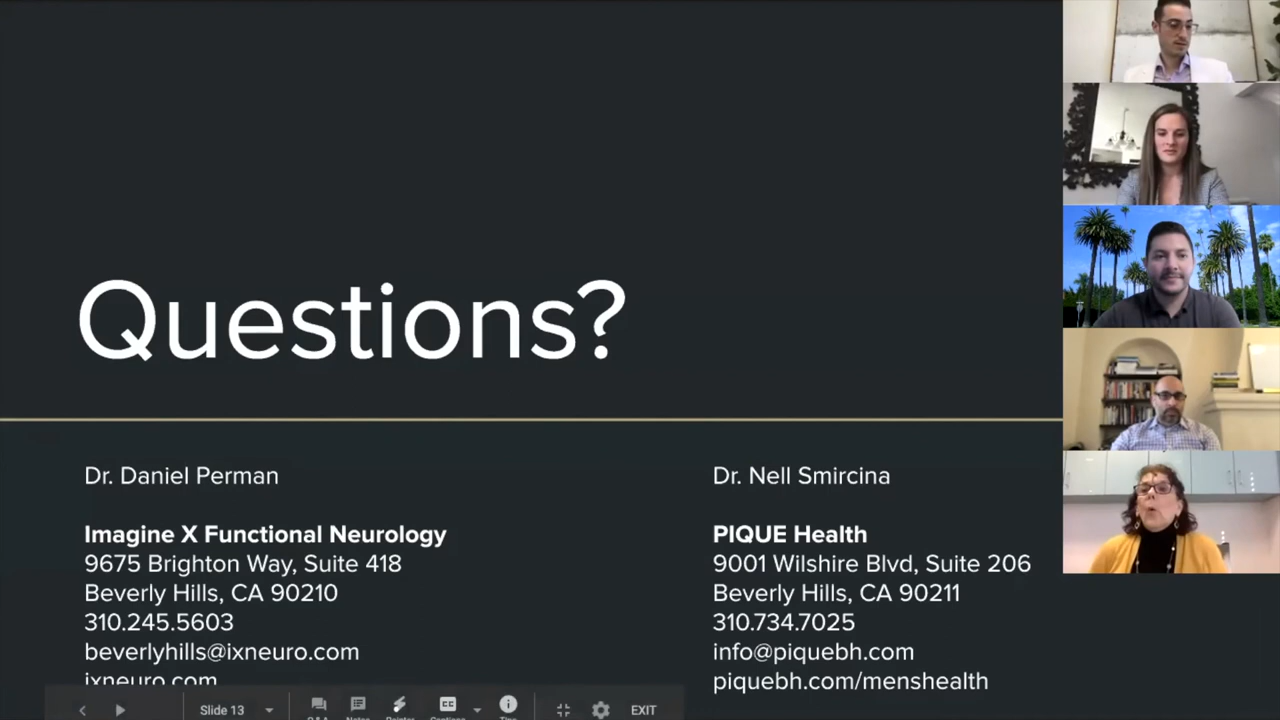 Questions?
Dr. Daniel Perman
Imagine X Functional Neurology
9675 Brighton Way, Suite 418
Beverly Hills, CA 90210
310.245.5603
beverlyhills@ixneuro.com
ixneuro.com
Dr. Nell Smircina
PIQUE Health
9001 Wilshire Blvd, Suite 206
Beverly Hills, CA 90211
310.734.7025
info@piquebh.com
piquebh.com/menshealth
Slide 13
CC
EXIT